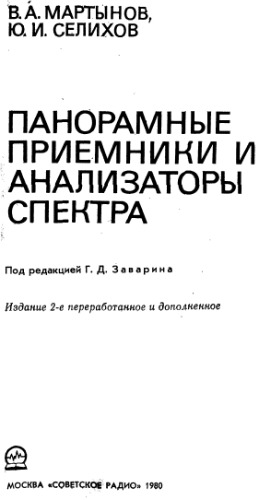 В. А. МАРТЫНОВ,
Ю. И. СЕЛИХОВ
ПАНОРАМНЫЕ
ПРИЕМНИКИ И
АНАЛИЗАТОРЫ
СПЕКТРА
Под редакцией Г. Д. Заварина
Издание 2-е переработанное и дополненное
МОСКВА «СОВЕТСКОЕ РАДИО» 1980